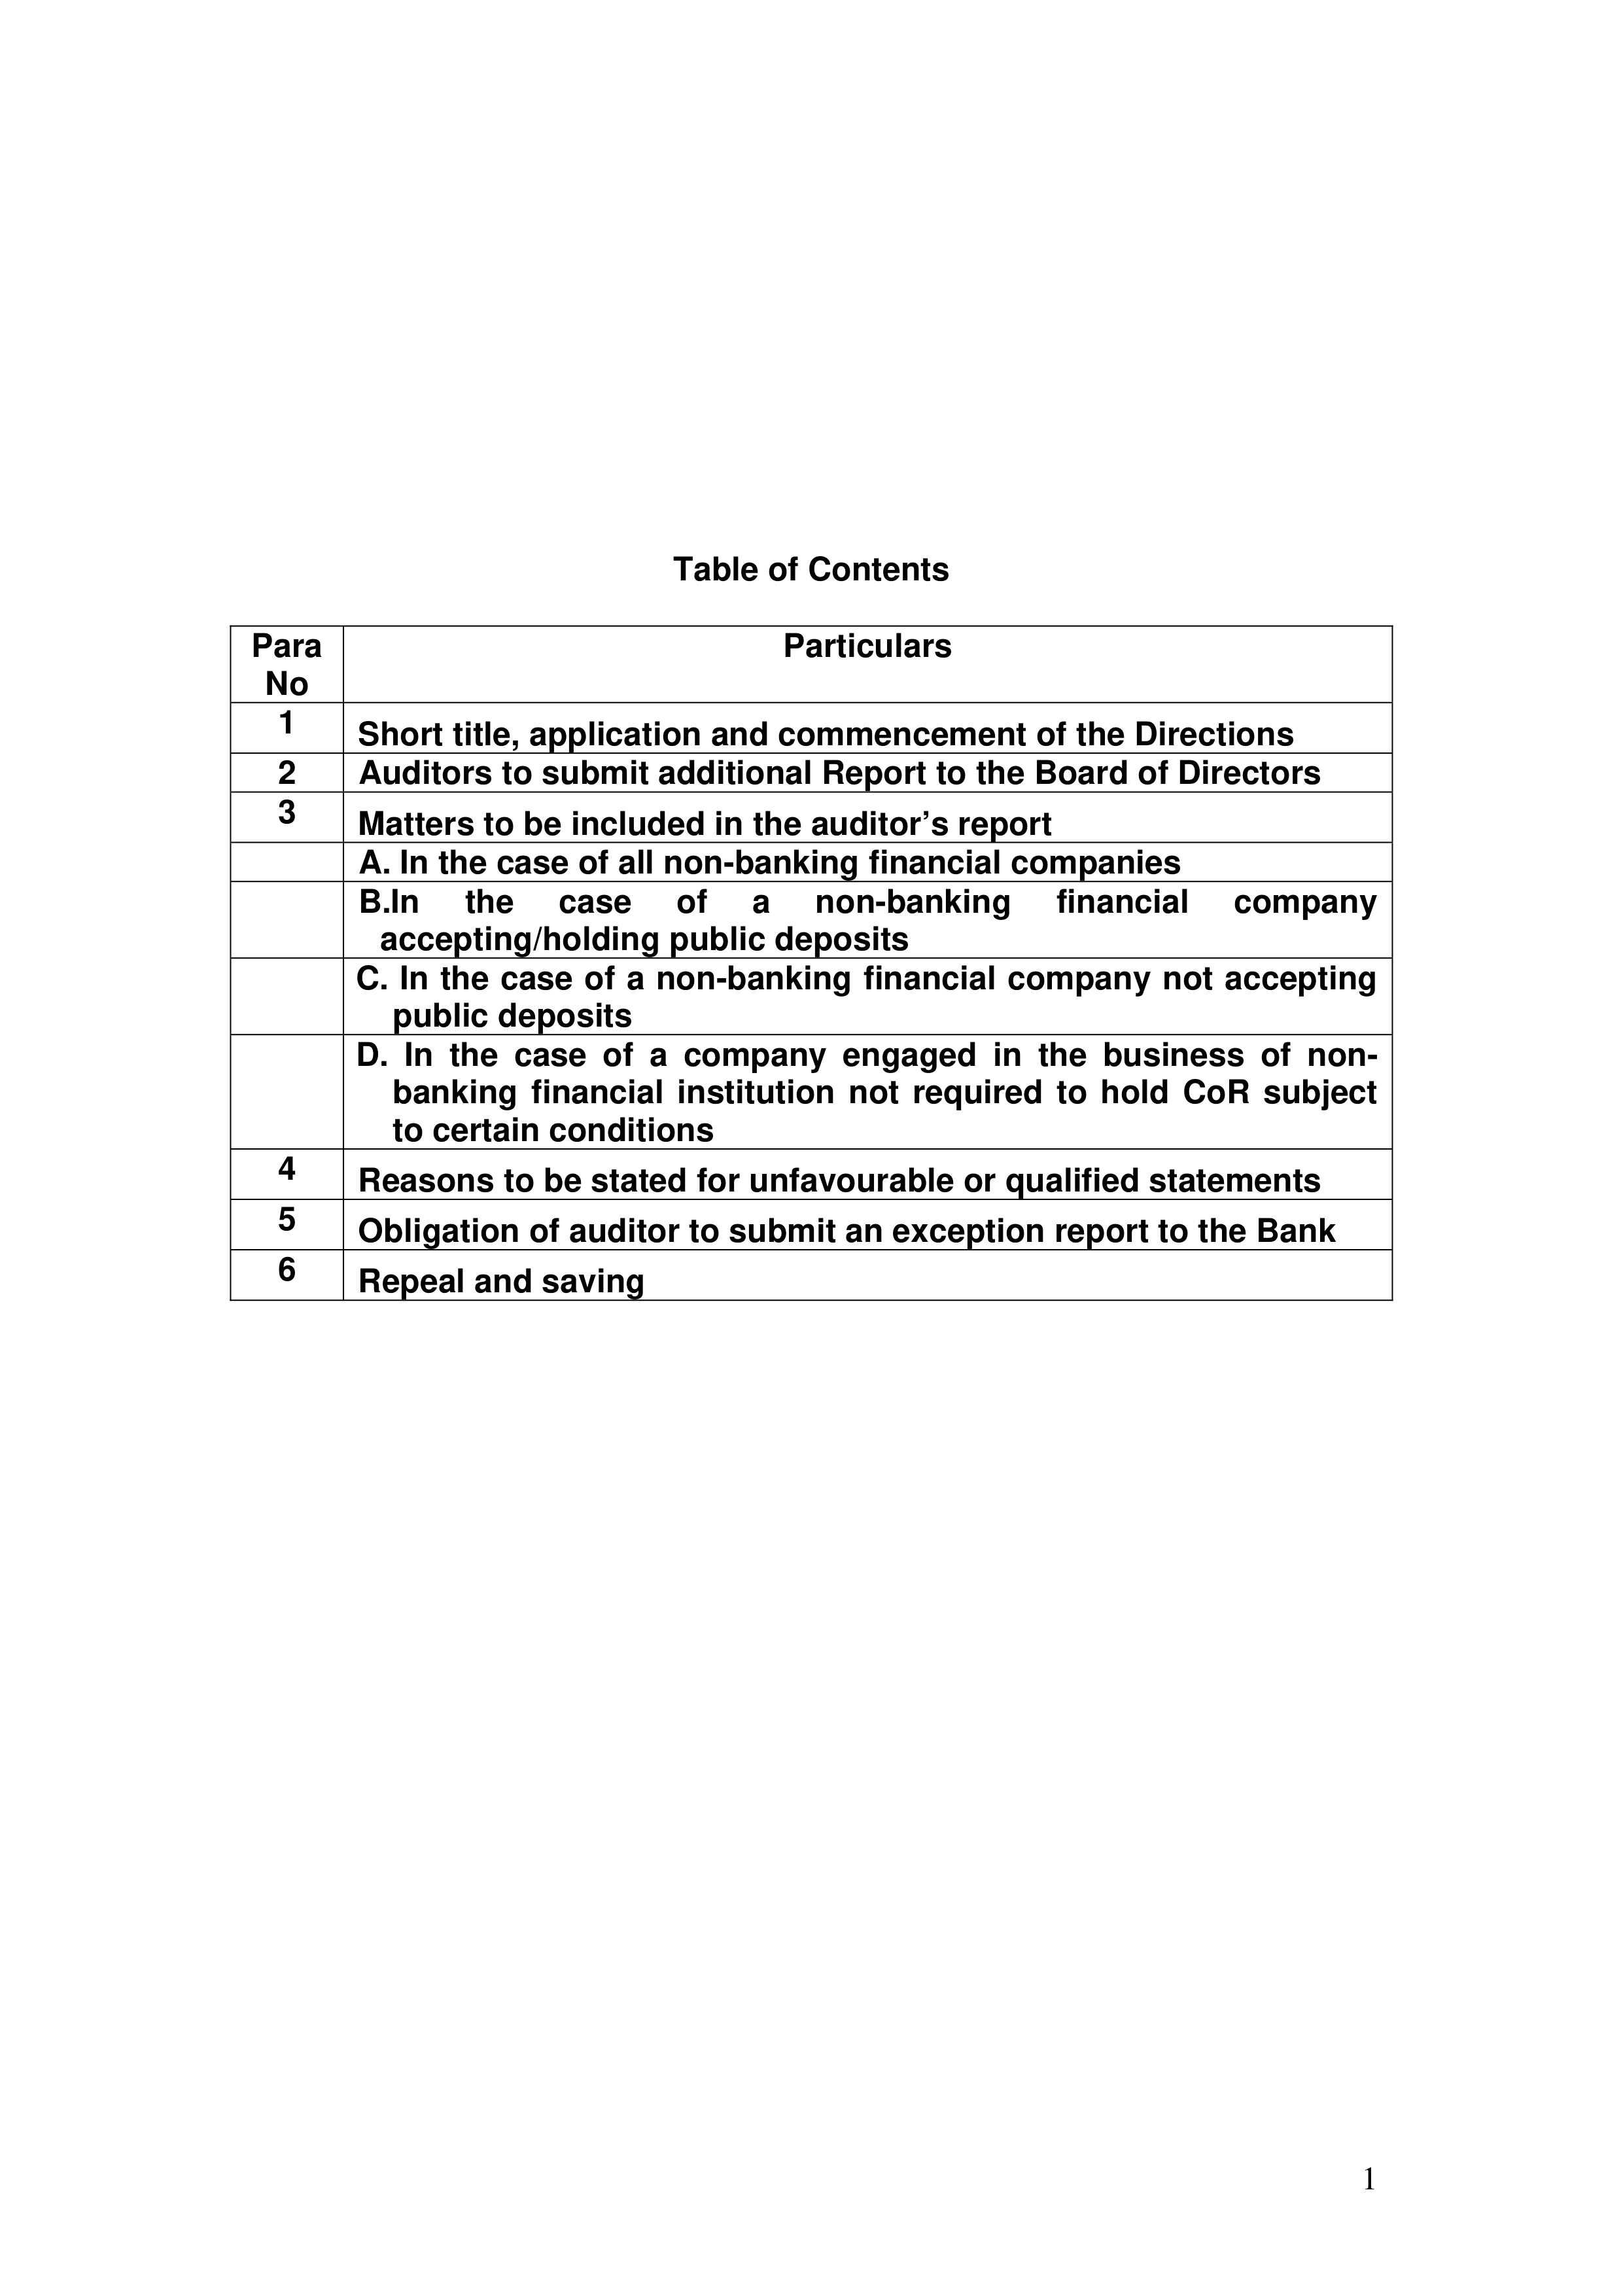 Table of Contents
Para Particulars
No
1
Short title, application and commencement of the Directions
2 Auditors to submit additional Report to the Board of Directors
3
Matters to be included in the auditor’s report
A. In the case of all non-banking financial companies
B.In the case of a non-banking financial company
accepting/holding public deposits
C. In the case of a non-banking financial company not accepting
public deposits
D. In the case of a company engaged in the business of non-
banking financial institution not required to hold CoR subject
to certain conditions
4
Reasons to be stated for unfavourable or qualified statements
5
Obligation of auditor to submit an exception report to the Bank
6
Repeal and saving
1